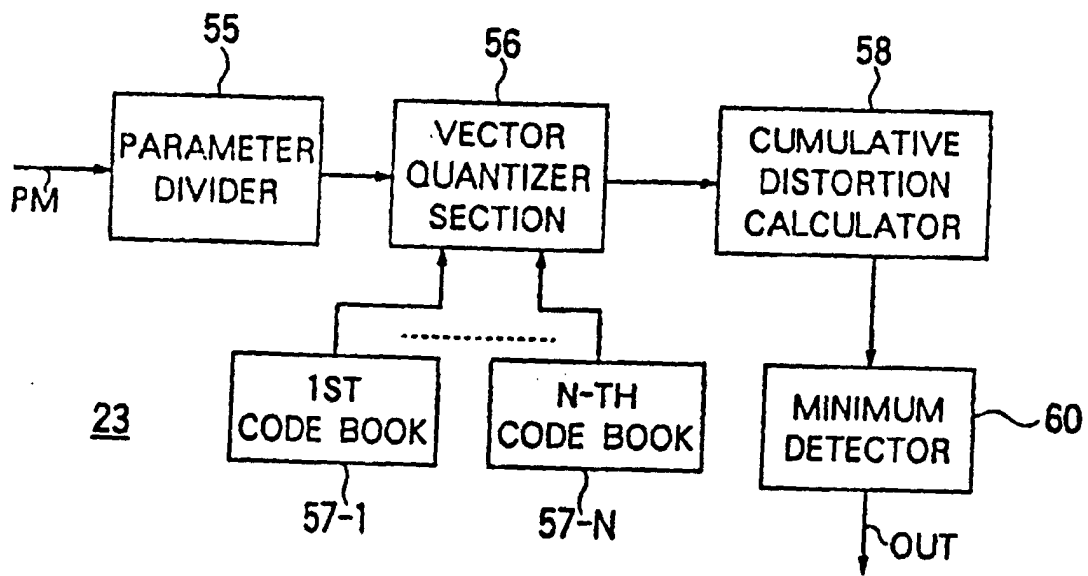 55
56
58
PARAMETER
DIVIDER
VECTOR
QUANTIZER
SECTION
CUMULATIVE
DISTORTION
CALCULATOR
PM
1ST
CODE BOOK
N-TH
CODE BOOK
MINIMUM
DETECTOR
60
23
57-1
57-N
OUT